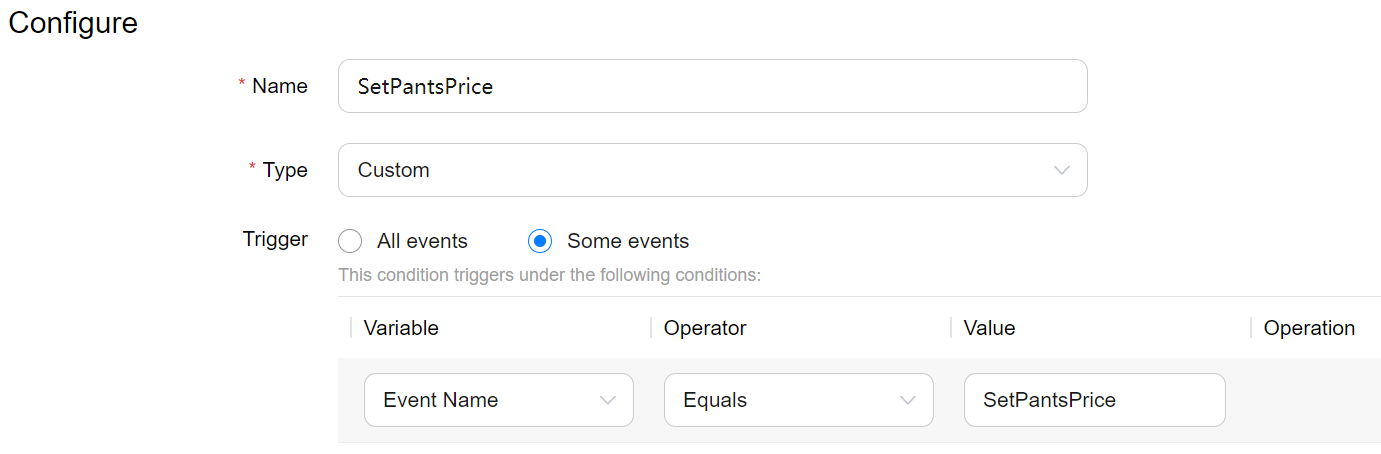 Configure
* Name SetPantsPrice
* Type Custom
Trigger All events Some events
This condition triggers under the following conditions:
Variable Operator Value Operation
Event Name Equals SetPantsPrice